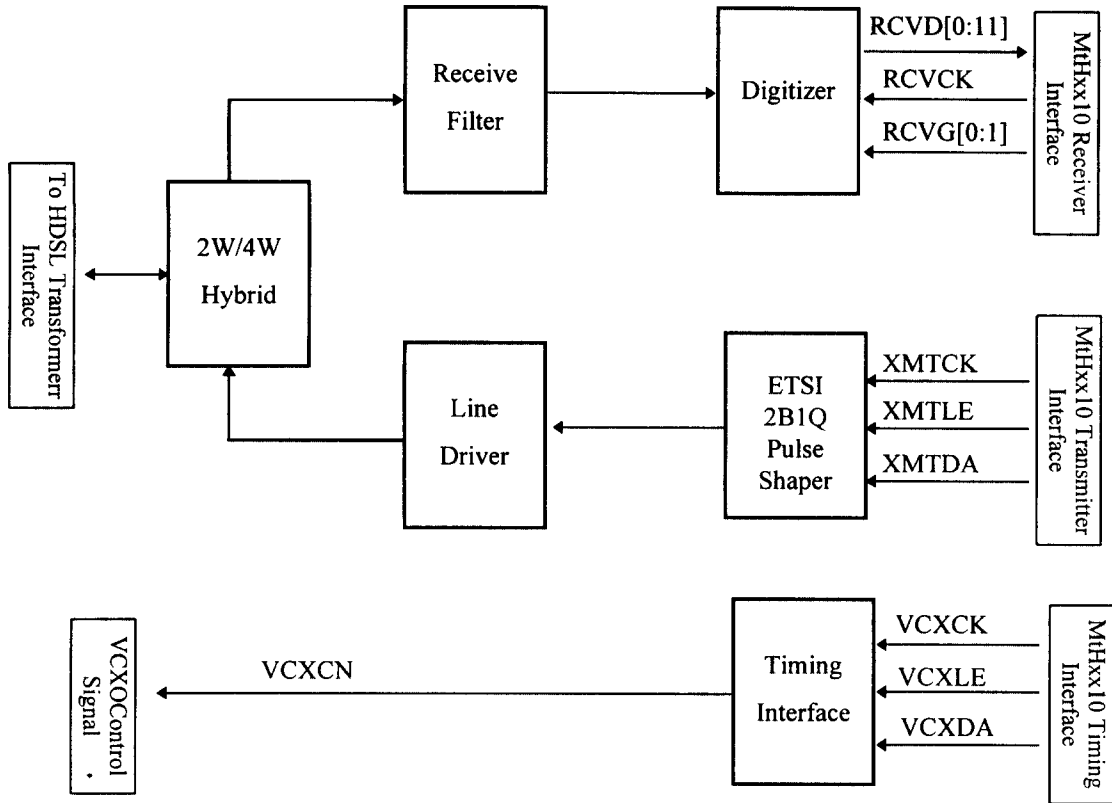 RCVD[0:11]
RCVCK
RCVG[0:1]
MtHxx10 Receiver
Interface
Receive
Filter
Digitizer
To HDSL Transformerr
Interface
2W/4W
Hybrid
Line
Driver
ETSI
2B1Q
Pulse
Shaper
XMTCK
XMTLE
XMTDA
MtHxx10 Transmitter
Interface
VCXOControl
Signal
VCXCN
Timing
Interface
VCXCK
VCXLE
VCXDA
MtHxx10 Timing
Interface